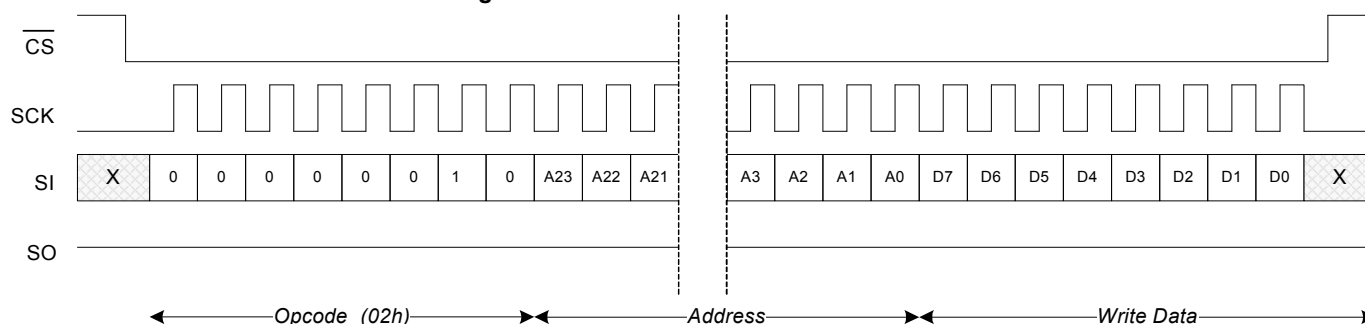 g
CS
SCK
SI X 0 0 0 0 0 0 1 0 A23 A22 A21 A3 A2 A1 A0 D7 D6 D5 D4 D3 D2 D1 D0 X
SO
Opcode (02h) Address Write Data